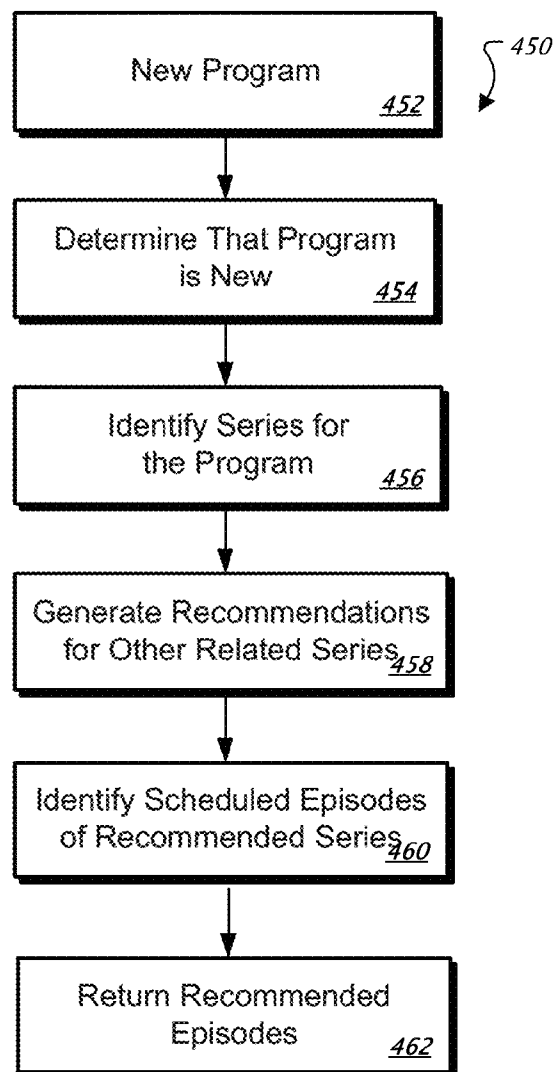 New Program
452
450
Determine That Program
is New
454
Identify Series for
the Program
456
Generate Recommendations
for Other Related Series
458
Identify Scheduled Episodes
of Recommended Series
460
Return Recommended
Episodes
462